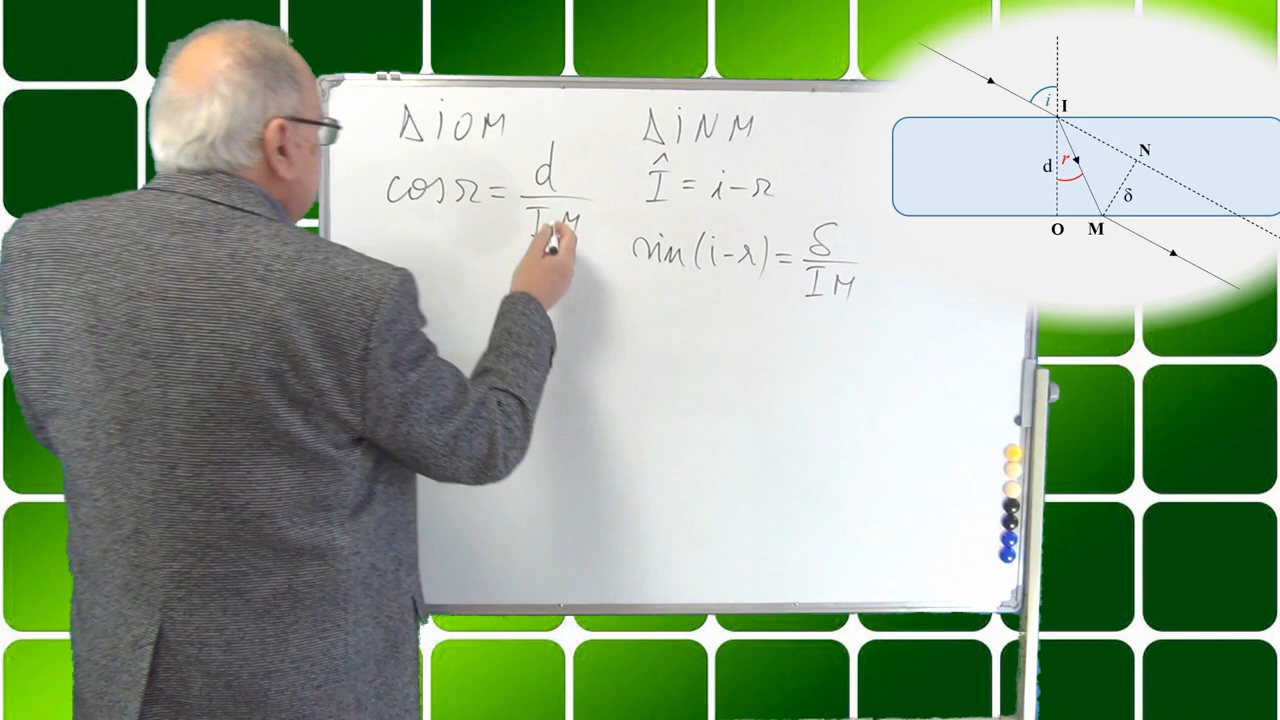 ΔIOM
cos r = d / IM
ΔINM
Î = i - r
sin(i - r) = δ / IM
i
I
d
r
N
δ
O
M